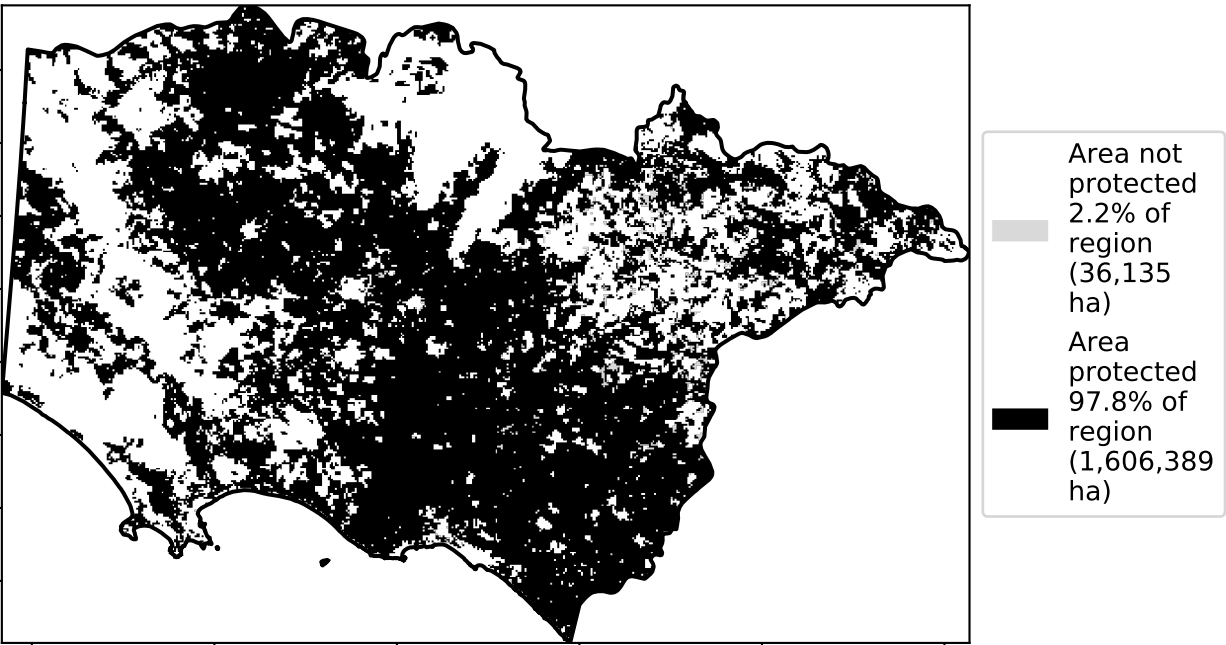 Area not
protected
2.2% of
region
(36,135
ha)
Area
protected
97.8% of
region
(1,606,389
ha)